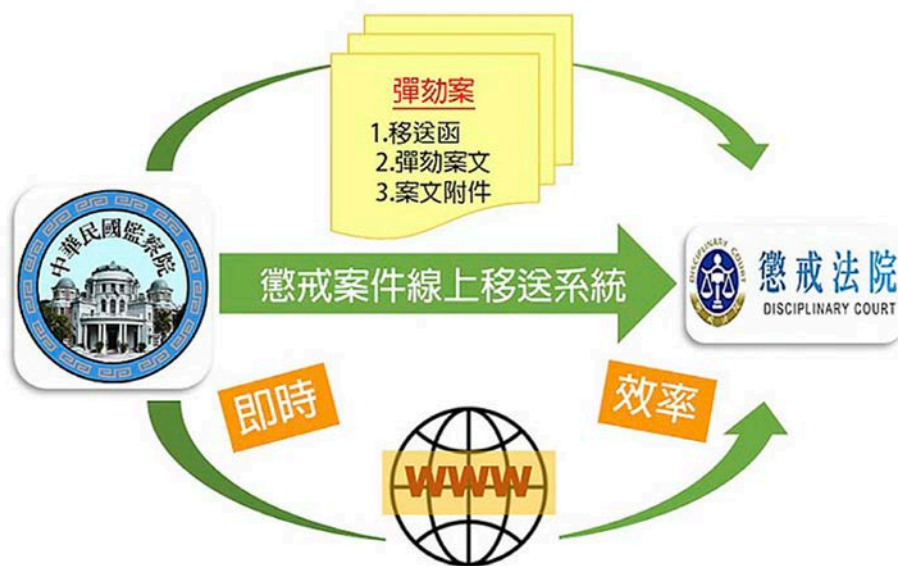 彈劾案
1.移送函
2.彈劾案文
3.案文附件
中華民國監察院
懲戒案件線上移送系統
DISCIPLINARY COURT
懲戒法院
DISCIPLINARY COURT
即時
效率
WWW